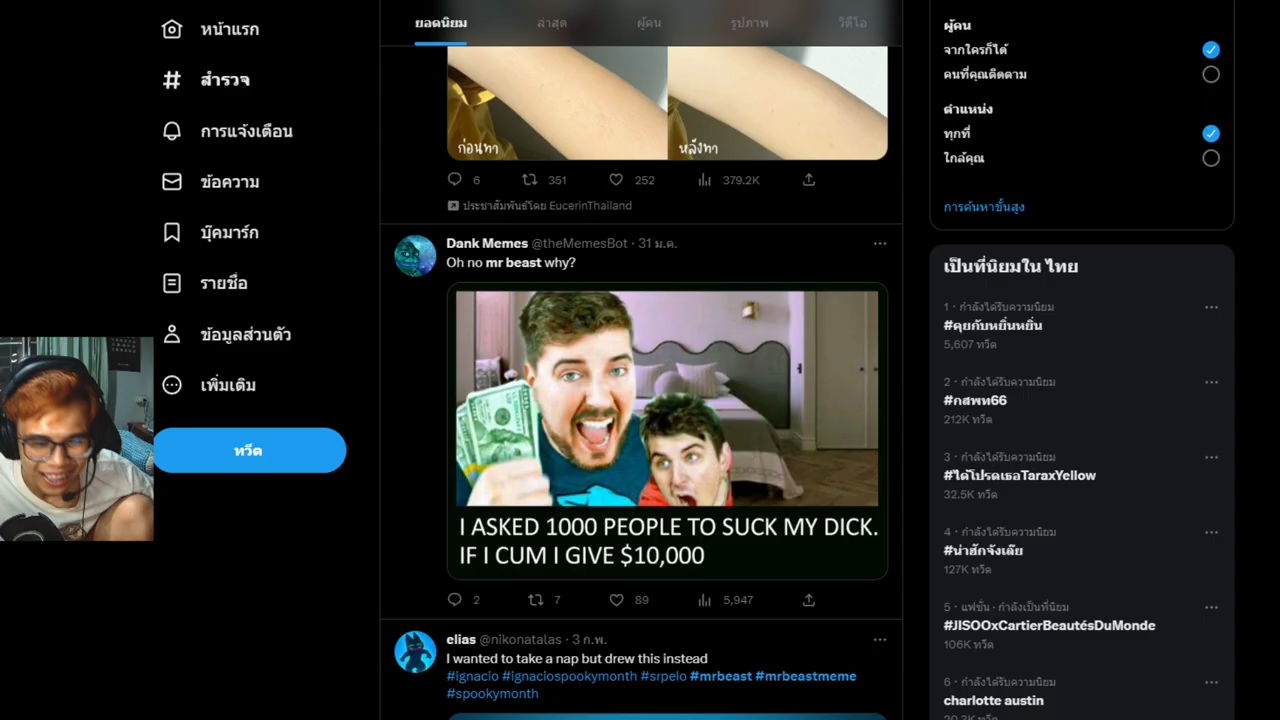 หน้าแรก
สำรวจ
การแจ้งเตือน
ข้อความ
บุ๊คมาร์ก
รายชื่อ
ข้อมูลส่วนตัว
เพิ่มเติม
ทวีต
ยอดนิยม ล่าสุด ผู้คน รูปภาพ วิดีโอ
ก่อนทา หลังทา
6 351 252 379.2K
ประชาสัมพันธ์โดย EucerinThailand
Dank Memes @theMemesBot · 31 ม.ค.
Oh no mr beast why?
I ASKED 1000 PEOPLE TO SUCK MY DICK.
IF I CUM I GIVE $10,000
2 7 89 5,947
elias @nikonatalas · 3 ก.พ.
I wanted to take a nap but drew this instead
#ignacio #ignaciospookymonth #srpelo #mrbeast #mrbeastmeme
#spookymonth
ผู้คน
จากใครก็ได้
คนที่คุณติดตาม
ตำแหน่ง
ทุกที่
ใกล้คุณ
การค้นหาขั้นสูง
เป็นที่นิยมใน ไทย
1 · กำลังได้รับความนิยม
#คุยกับหยิ่นหยิ่น
5,607 ทวีต
2 · กำลังได้รับความนิยม
#กสพท66
212K ทวีต
3 · กำลังได้รับความนิยม
#ได้โปรดเธอTaraxYellow
32.5K ทวีต
4 · กำลังได้รับความนิยม
#น่าฮักจังเลี้ย
127K ทวีต
5 · แฟชั่น · กำลังเป็นที่นิยม
#JISOOxCartierBeautésDuMonde
106K ทวีต
6 · กำลังได้รับความนิยม
charlotte austin
20.3K ทวีต